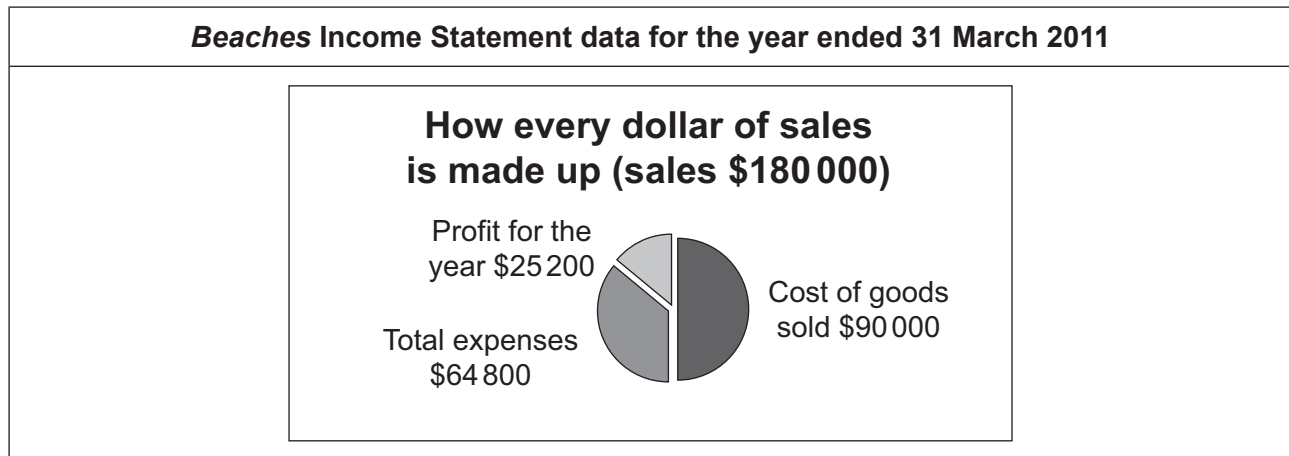 Beaches Income Statement data for the year ended 31 March 2011
How every dollar of sales
is made up (sales $180 000)
Profit for the
year $25 200
Total expenses
$64 800
Cost of goods
sold $90 000